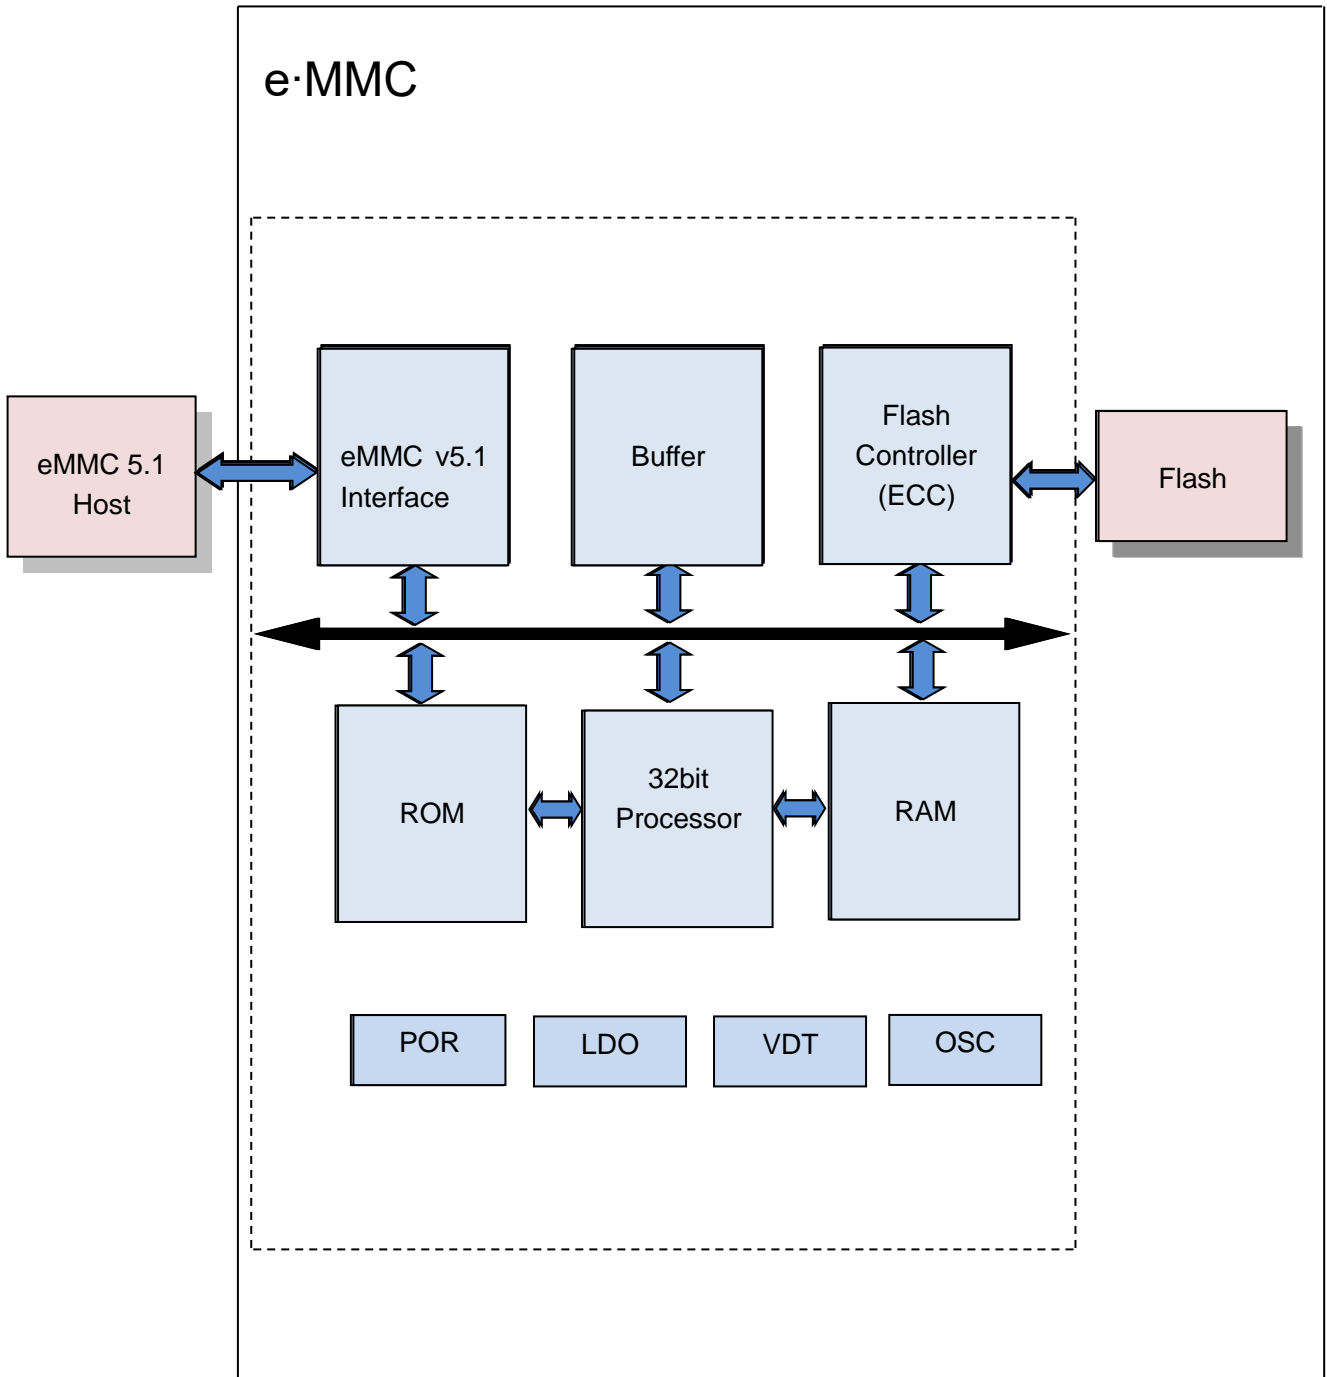 e·MMC
eMMC 5.1
Host
eMMC v5.1
Interface
Buffer
Flash
Controller
(ECC)
Flash
ROM
32bit
Processor
RAM
POR
LDO
VDT
OSC